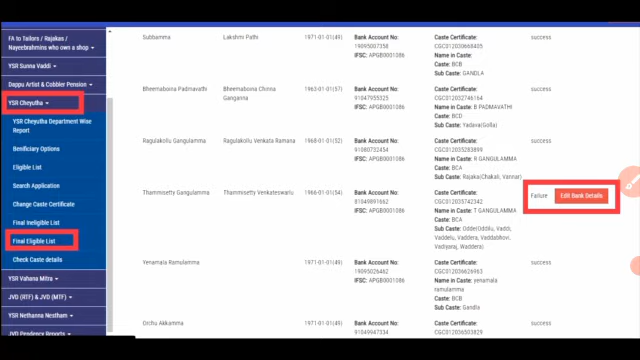 FA to Tailors / Rajakas /
Nayeebrahmins who own a shop
YSR Sunna Vaddi
Dappu Artist & Cobbler Pension
YSR Cheyutha
YSR Cheyutha Department Wise
Report
Benificiary Options
Eligible List
Search Application
Change Caste Certificate
Final Ineligible List
Final Eligible List
Check Caste details
YSR Vahana Mitra
JVD (RTF) & JVD (MTF)
YSR Nethanna Nestham
JVD Pendency Reports
Subbamma
Lakshmi Pathi
1971-01-01(49)
Bank Account No:
19095007358
IFSC: APGB0001086
Caste Certificate:
CGC012030668405
Name in Caste:
Caste: BCB
Sub Caste: Gandla
success
Bheemaboina Padmavathi
Bheemaboina Chinna
Ganganna
1963-01-02(57)
Bank Account No:
91047955325
IFSC: APGB0001086
Caste Certificate:
CGC012032746164
Name in Caste: B PADMAVATHI
Caste: BCD
Sub Caste: Yadava(Golla)
success
Ragulakollu Gangulamma
Ragulakollu Venkata Ramana
1968-01-01(52)
Bank Account No:
91080732454
IFSC: APGB0001086
Caste Certificate:
CGC012035283899
Name in Caste: R GANGULAMMA
Caste: BCA
Sub Caste: Rajaka(Chakali, Vannar)
success
Thammisetty Gangulamma
Thammisetty Venkateswarlu
1966-01-01(54)
Bank Account No:
91049891662
IFSC: APGB0001086
Caste Certificate:
CGC012035742342
Name in Caste: T GANGULAMMA
Caste: BCA
Sub Caste: Odde(Oddilu, Vaddi,
Vaddelu, Vaddera, Vaddabhovi,
Vadiyaraj, Waddera)
Failure
Edit Bank Details
Yenamala Ramulamma
1971-01-01(49)
Bank Account No:
19095026462
IFSC: APGB0001086
Caste Certificate:
CGC012036626963
Name in Caste: yenamala
ramulamma
Caste: BCB
Sub Caste: Gandla
success
Orchu Akkamma
1971-01-01(49)
Bank Account No:
91049947334
Caste Certificate:
CGC012036503829
success